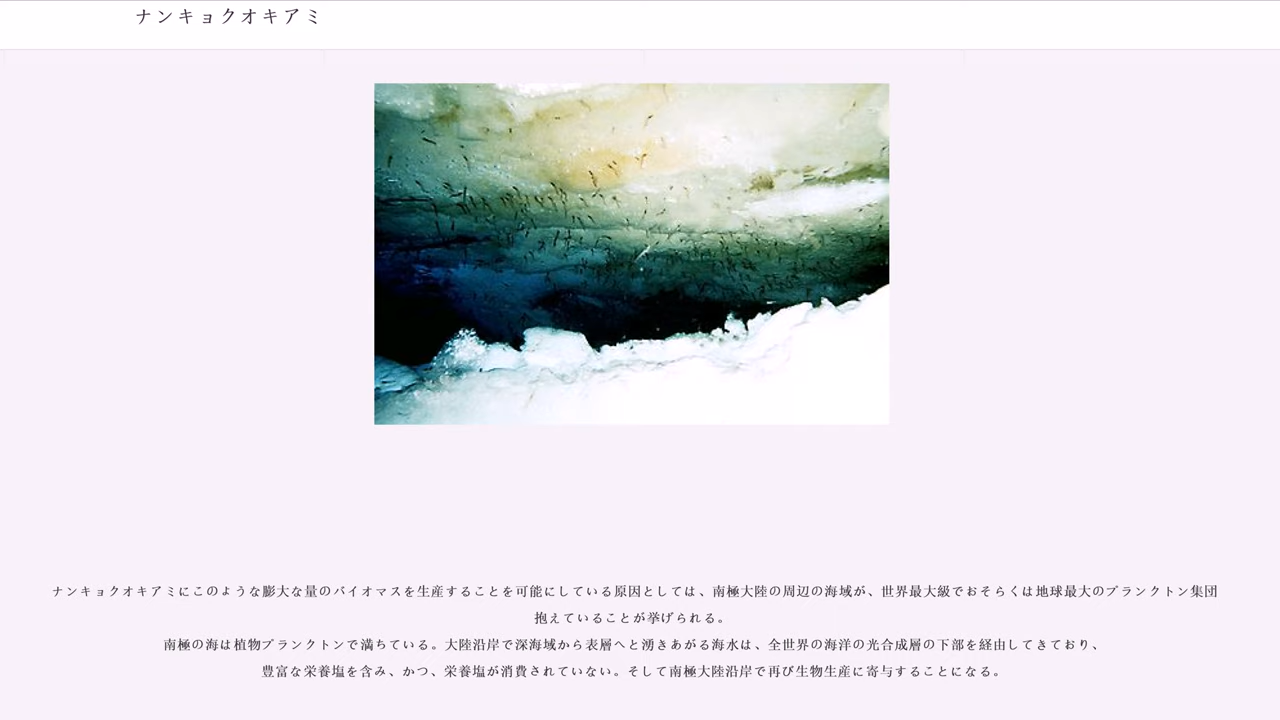 ナンキョクオキアミ
ナンキョクオキアミにこのような膨大な量のバイオマスを生産することを可能にしている原因としては、南極大陸の周辺の海域が、世界最大級でおそらくは地球最大のプランクトン集団
抱えていることが挙げられる。
南極の海は植物プランクトンで満ちている。大陸沿岸で深海域から表層へと湧きあがる海水は、全世界の海洋の光合成層の下部を経由してきており、
豊富な栄養塩を含み、かつ、栄養塩が消費されていない。そして南極大陸沿岸で再び生物生産に寄与することになる。